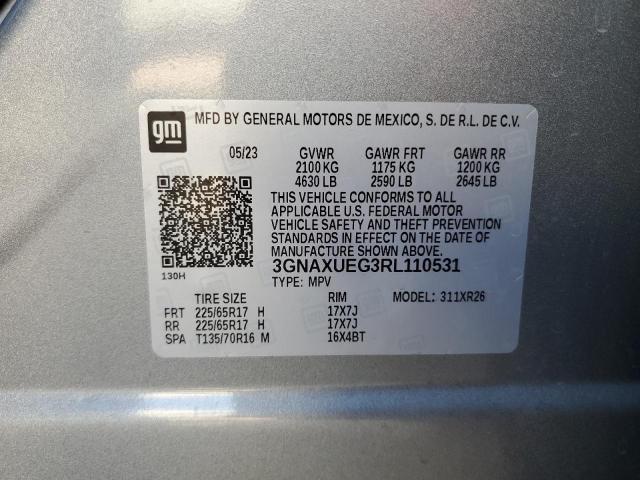 gm MFD BY GENERAL MOTORS DE MEXICO, S. DE R.L. DE C.V.
05/23 GVWR GAWR FRT GAWR RR
2100 KG 1175 KG 1200 KG
4630 LB 2590 LB 2645 LB
THIS VEHICLE CONFORMS TO ALL
APPLICABLE U.S. FEDERAL MOTOR
VEHICLE SAFETY AND THEFT PREVENTION
STANDARDS IN EFFECT ON THE DATE OF
MANUFACTURE SHOWN ABOVE.
3GNAXUEG3RL110531
130H
TYPE: MPV
TIRE SIZE RIM MODEL: 311XR26
FRT 225/65R17 H 17X7J
RR 225/65R17 H 17X7J
SPA T135/70R16 M 16X4BT